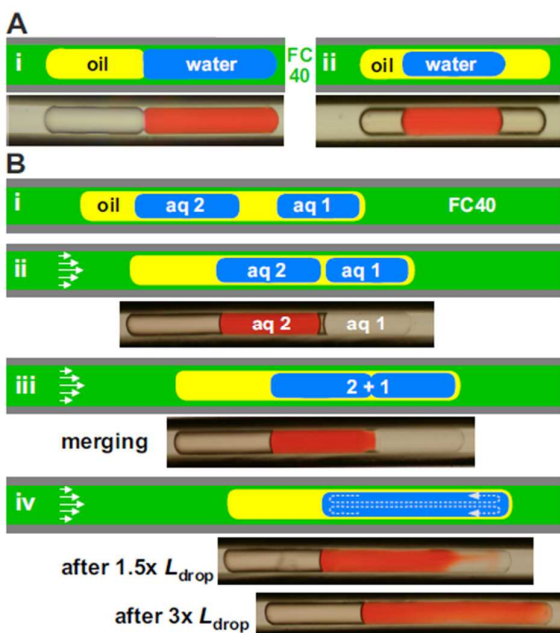 A
i oil water FC 40 ii oil water
B
i oil aq 2 aq 1 FC40
ii aq 2 aq 1
aq 2 aq 1
iii 2 + 1
merging
iv
after 1.5x Ldrop
after 3x Ldrop